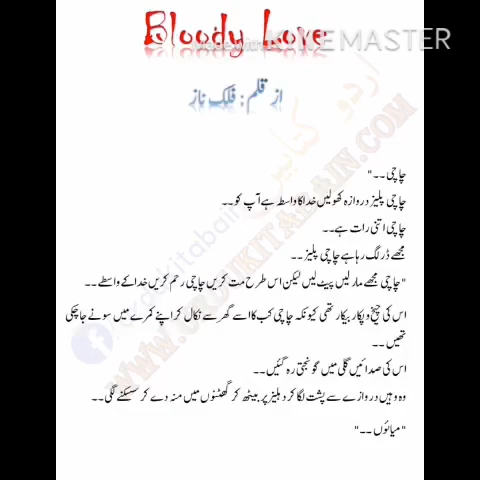 Bloody Love
KINEMASTER
از قلم : فلک ناز
چاچی ۔۔"
چاچی پلیز دروازہ کھولیں خدا کا واسطہ ہے آپ کو۔۔
چاچی اتنی رات ہے۔۔
مجھے ڈر لگ رہا ہے چاچی پلیز ۔۔
"چاچی مجھے مار لیں پیٹ لیں لیکن اس طرح مت کریں چاچی رحم کریں خدا کے واسطے ۔۔
اس کی چیخ و پکار بیکار تھی کیونکہ چاچی کب کا اسے گھر سے نکال کر اپنے کمرے میں سونے جا چکی
تھیں ۔۔
اس کی صدائیں گلی میں گونجتی رہ گئیں۔۔
وہ وہیں دروازے سے پشت لگا کر دہلیز پر بیٹھ کر گھٹنوں میں منہ دے کر سسکنے لگی۔۔
"میائوں ۔۔"